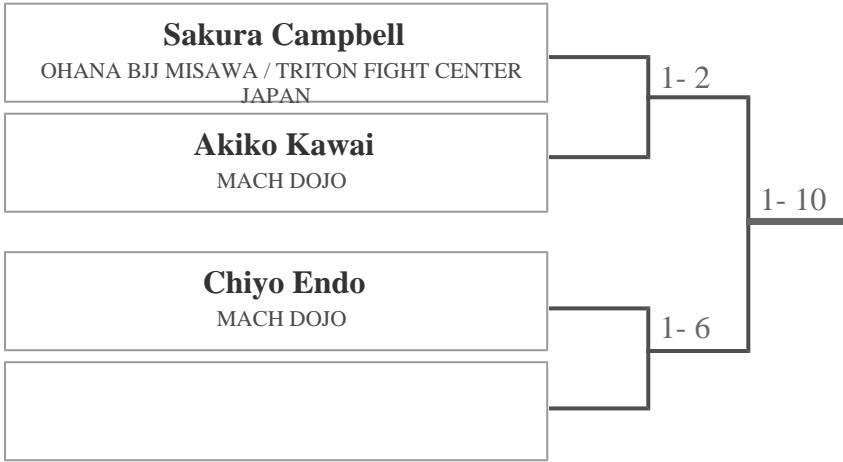 Sakura Campbell
OHANA BJJ MISAWA / TRITON FIGHT CENTER
JAPAN
1- 2
Akiko Kawai
MACH DOJO
1- 10
Chiyo Endo
MACH DOJO
1- 6